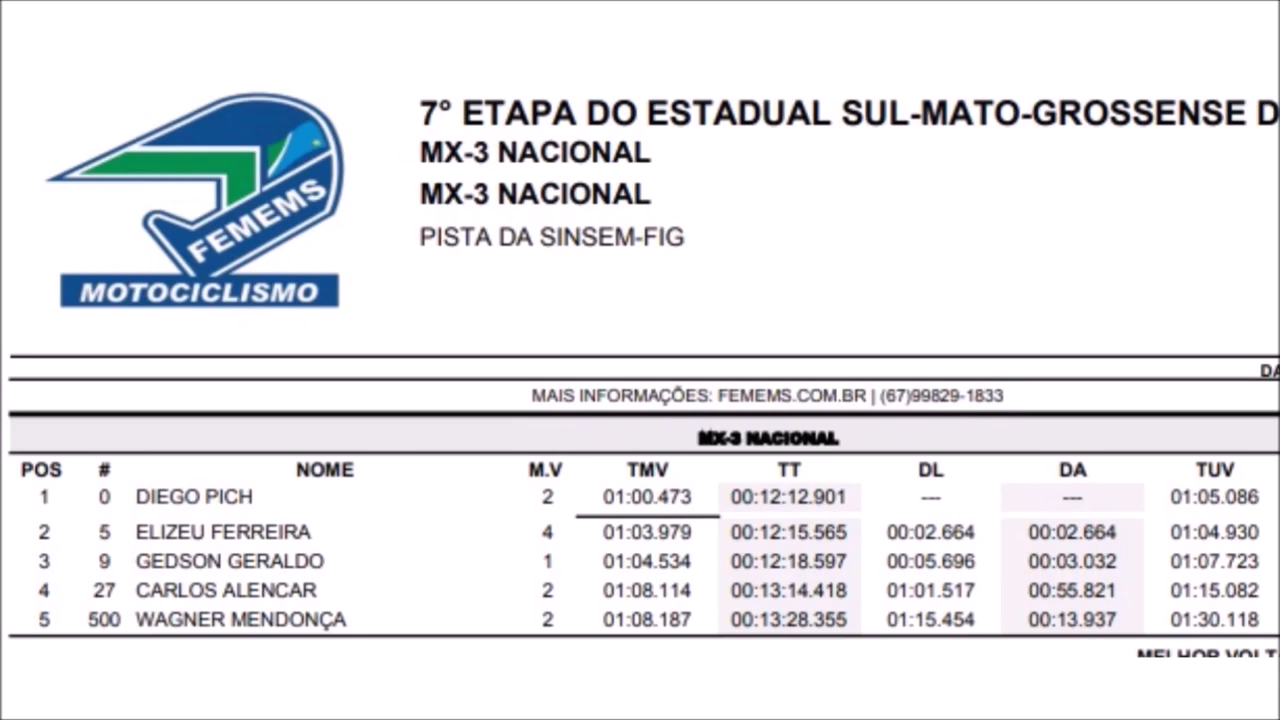 FEMEMS
MOTOCICLISMO
7° ETAPA DO ESTADUAL SUL-MATO-GROSSENSE D
MX-3 NACIONAL
MX-3 NACIONAL
PISTA DA SINSEM-FIG
DA
MAIS INFORMAÇÕES: FEMEMS.COM.BR | (67)99829-1833
MX-3 NACIONAL
POS # NOME M.V TMV TT DL DA TUV
1 0 DIEGO PICH 2 01:00.473 00:12:12.901 --- --- 01:05.086
2 5 ELIZEU FERREIRA 4 01:03.979 00:12:15.565 00:02.664 00:02.664 01:04.930
3 9 GEDSON GERALDO 1 01:04.534 00:12:18.597 00:05.696 00:03.032 01:07.723
4 27 CARLOS ALENCAR 2 01:08.114 00:13:14.418 01:01.517 00:55.821 01:15.082
5 500 WAGNER MENDONÇA 2 01:08.187 00:13:28.355 01:15.454 00:13.937 01:30.118
MELHOR VOLT